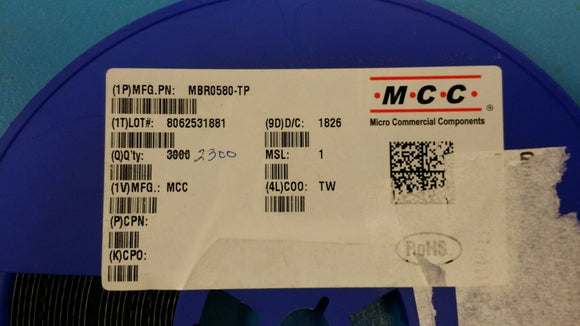 (1P)MFG.PN: MBR0580-TP
(1T)LOT#: 8062531881
(9D)D/C: 1826
(Q)Q'ty: 3000 2300
MSL: 1
(1V)MFG.: MCC
(4L)COO: TW
(P)CPN:
(K)CPO:
·M·C·C·®
Micro Commercial Components
RoHS